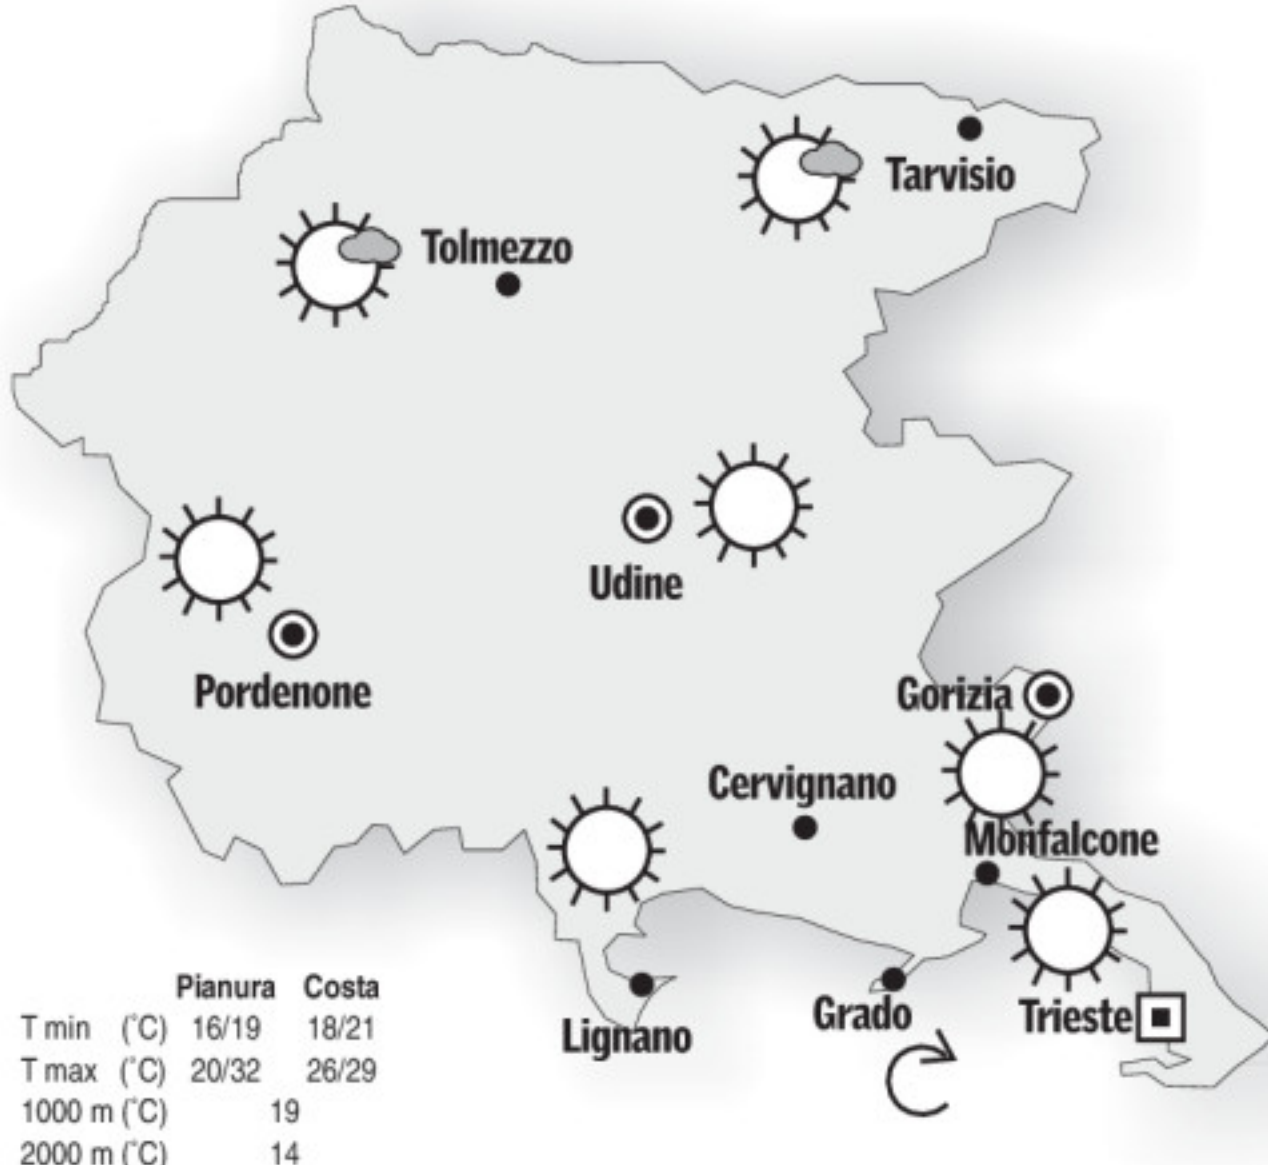 Tarvisio
Tolmezzo
Udine
Pordenone
Gorizia
Cervignano
Monfalcone
Grado
Trieste
Lignano
Pianura Costa
T min (°C) 16/19 18/21
T max (°C) 20/32 26/29
1000 m (°C) 19
2000 m (°C) 14